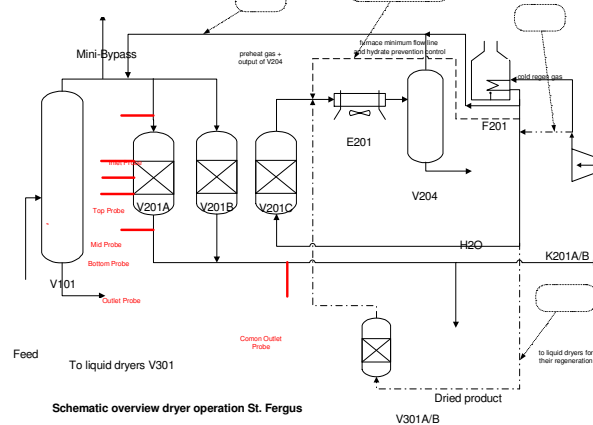 Mini-Bypass
preheat gas +
output of V204
furnace minimum flow line
and hydrate prevention control
cold regen gas
F201
E201
Inlet Probe
V201A
V201B
V201C
V204
Top Probe
Mid Probe
H2O
Bottom Probe
K201A/B
V101
Outlet Probe
Comon Outlet
Probe
Feed
To liquid dryers V301
to liquid dryers for
their regeneration
Dried product
Schematic overview dryer operation St. Fergus
V301A/B